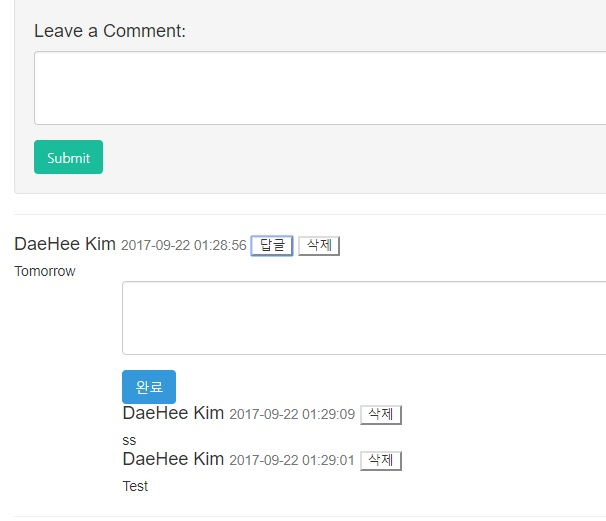 Leave a Comment:
Submit
DaeHee Kim 2017-09-22 01:28:56 답글 삭제
Tomorrow
완료
DaeHee Kim 2017-09-22 01:29:09 삭제
ss
DaeHee Kim 2017-09-22 01:29:01 삭제
Test